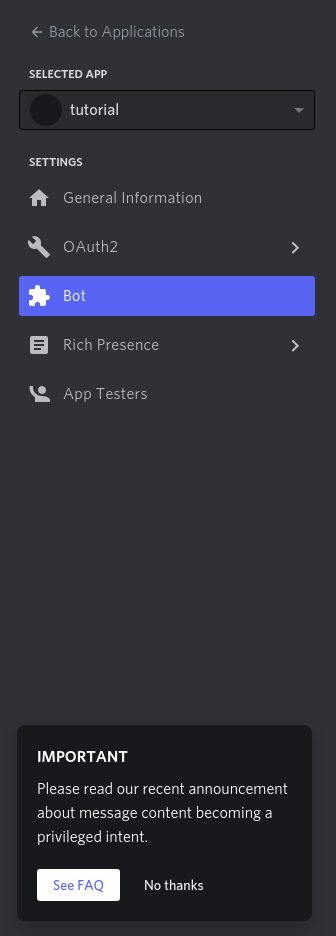 Back to Applications
SELECTED APP
tutorial
SETTINGS
General Information
OAuth2
Bot
Rich Presence
App Testers
IMPORTANT
Please read our recent announcement
about message content becoming a
privileged intent.
See FAQ No thanks